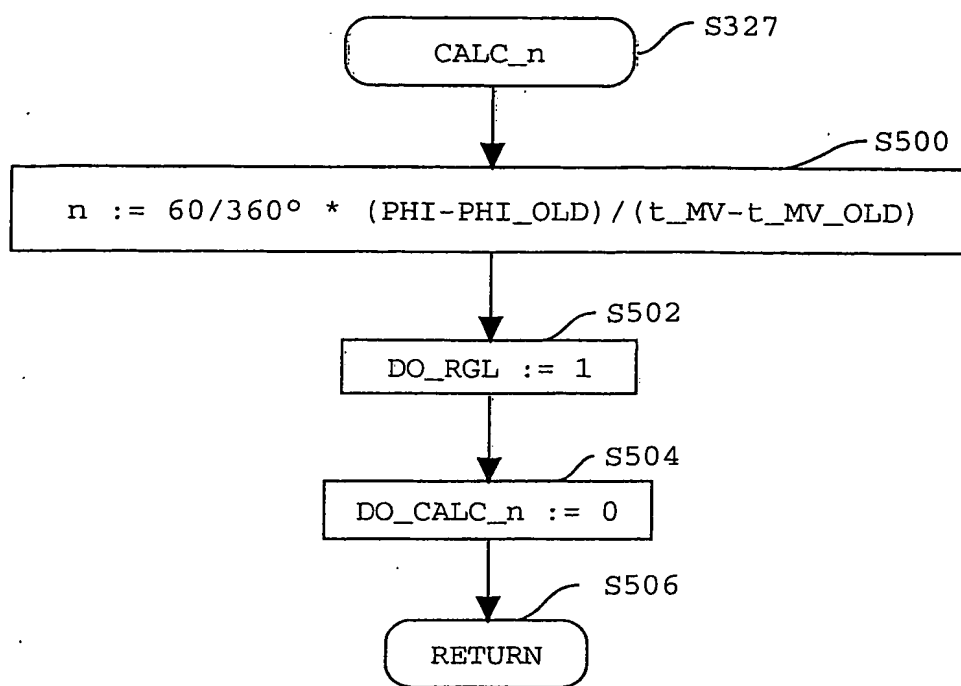 S327
CALC_n
S500
n := 60/360° * (PHI-PHI_OLD)/(t_MV-t_MV_OLD)
S502
DO_RGL := 1
S504
DO_CALC_n := 0
S506
RETURN